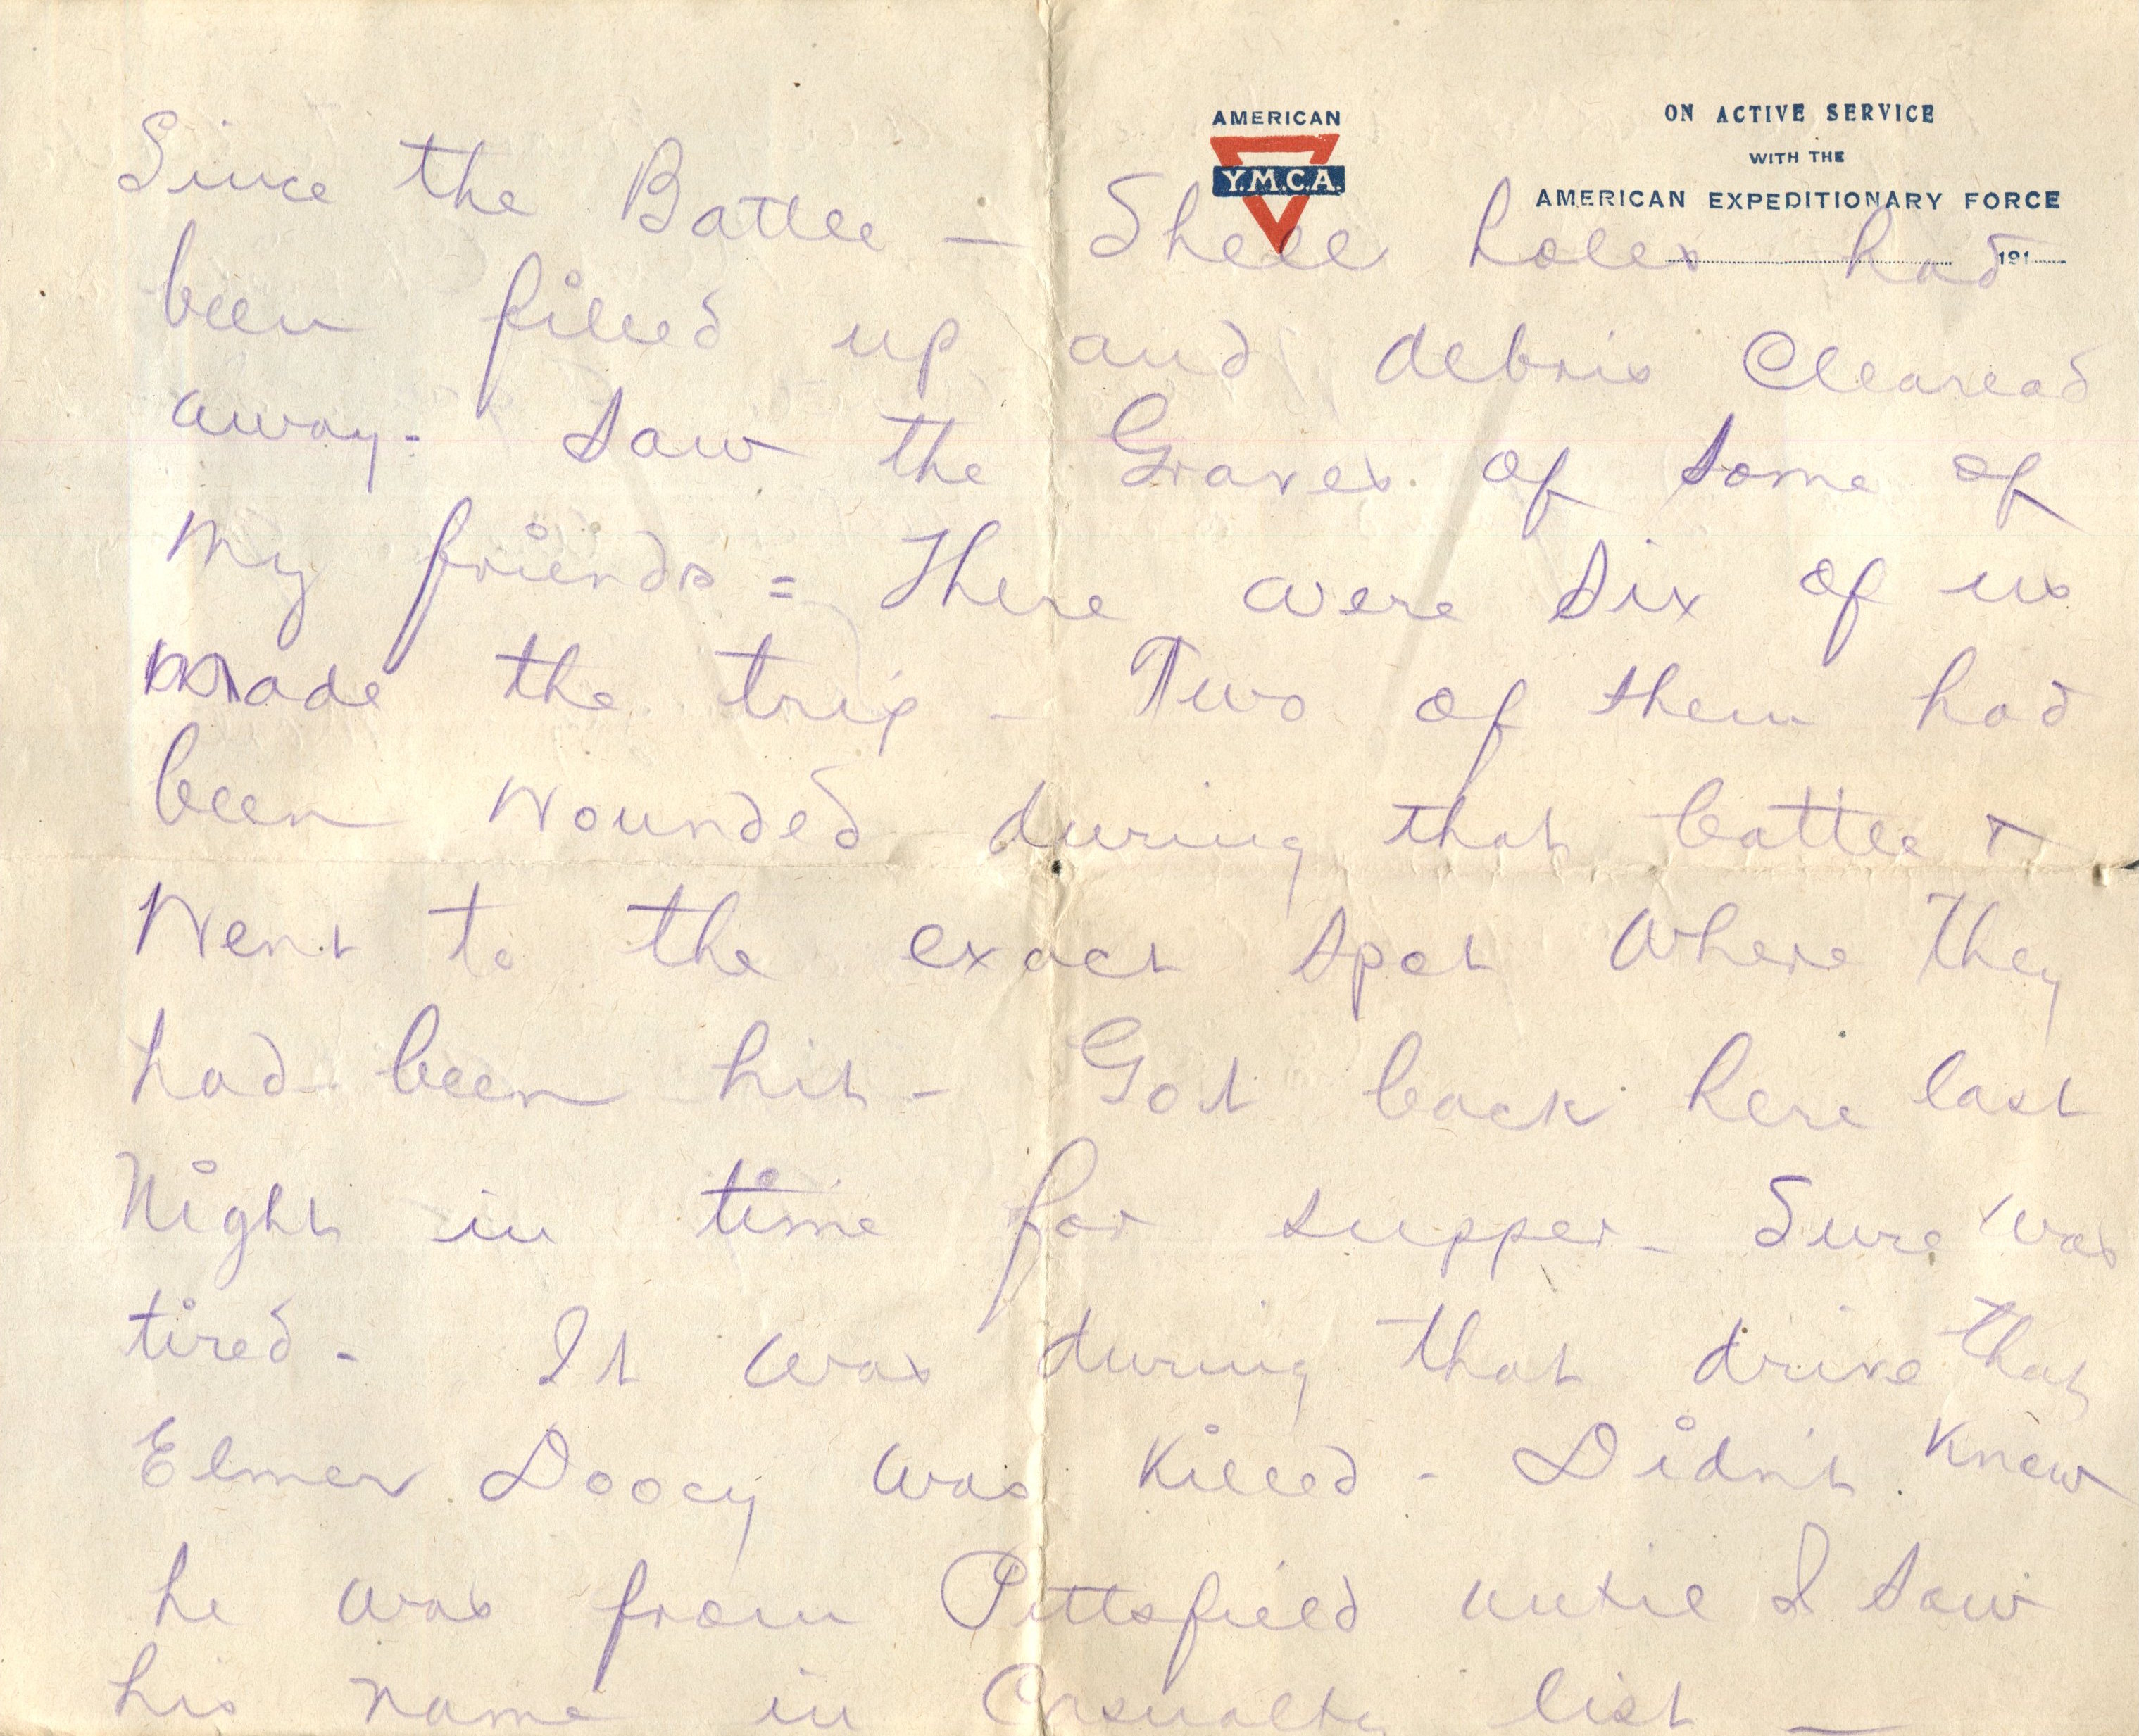 AMERICAN
Y.M.C.A.
ON ACTIVE SERVICE
WITH THE
AMERICAN EXPEDITIONARY FORCE
191
Since the Battle — Shell holes had
been filled up and debris Cleared
away - Saw the Graves of some of
My friends = There were six of us
Made the trip - Two of them had
been wounded during that battle +
Went to the exact spot where They
had been hit - Got back here last
Night in time for supper - Sure was
tired - It was during that drive that
Elmer Doocy was Killed - Didn't Know
he was from Pittsfield until I saw
his name in Casualty list —